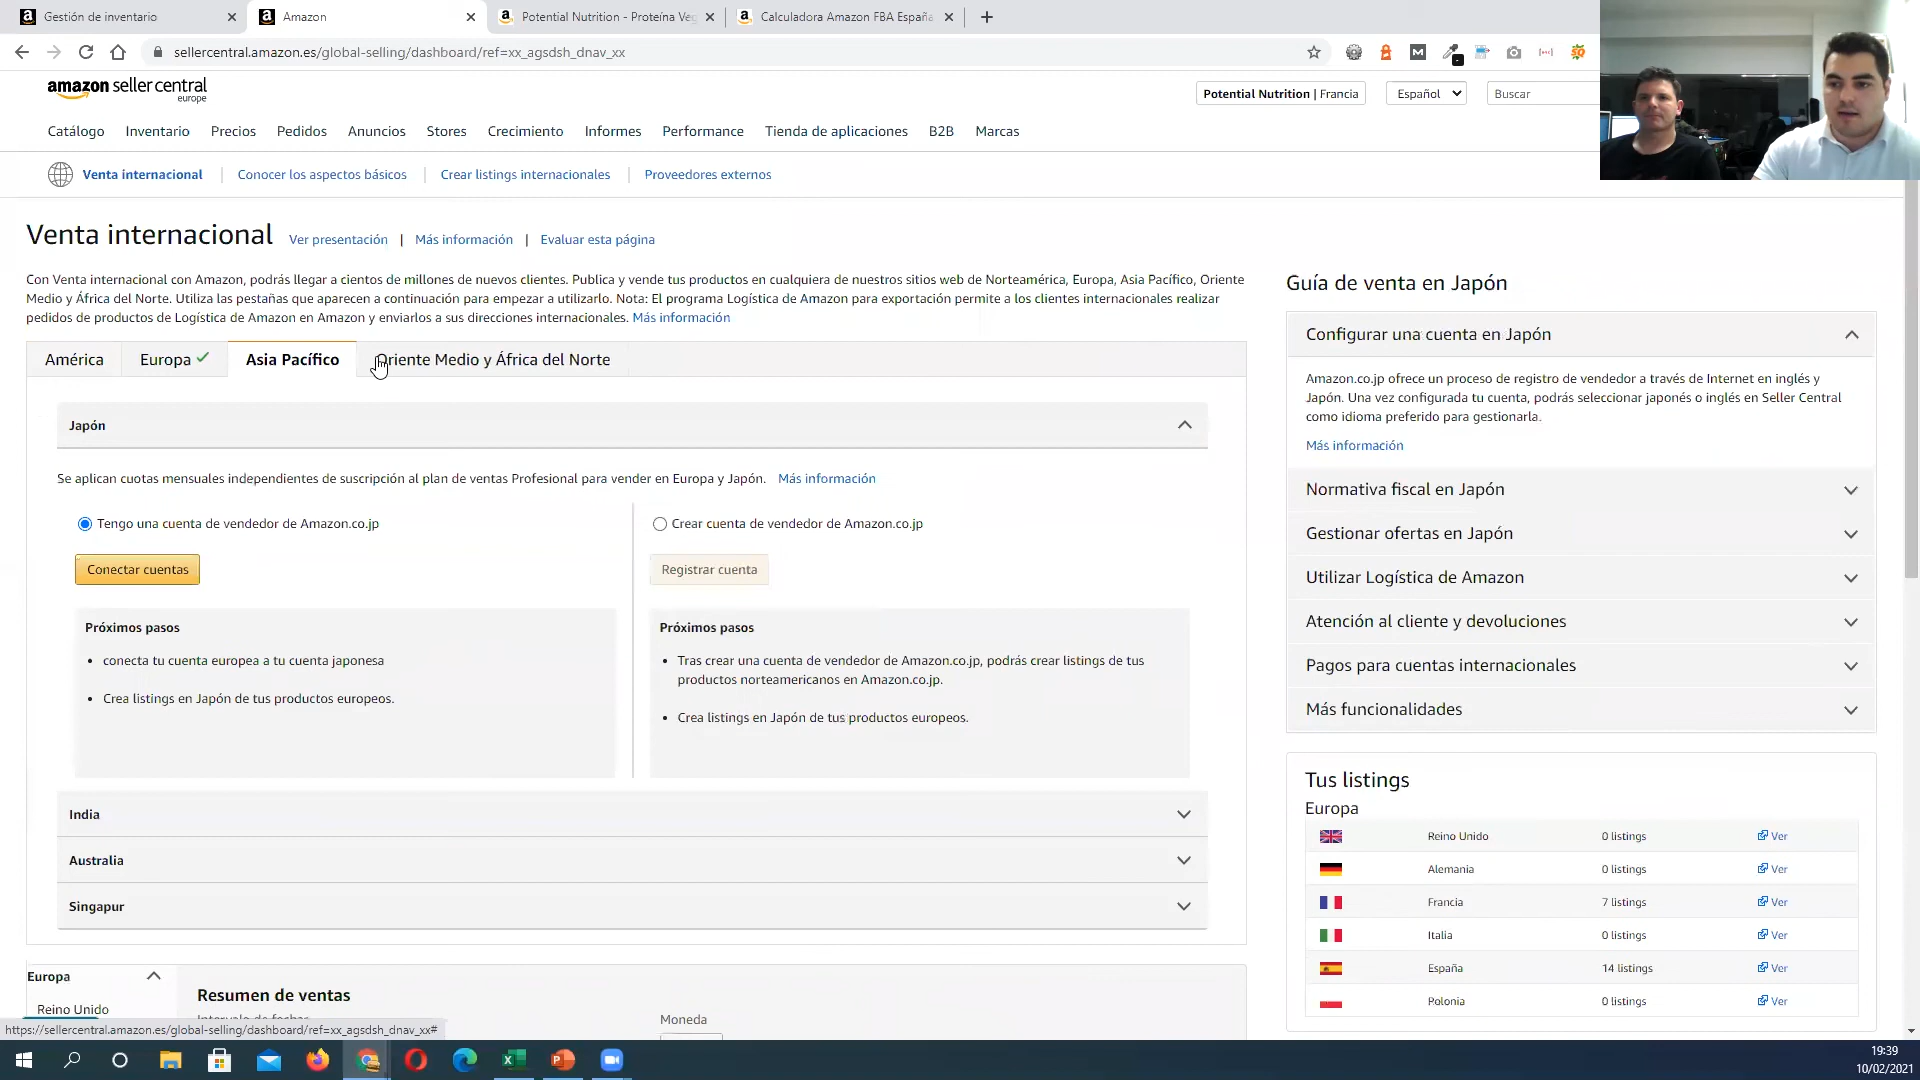 Gestión de inventario
Amazon
Potential Nutrition - Proteína Ve
Calculadora Amazon FBA España
sellercentral.amazon.es/global-selling/dashboard/ref=xx_agsdsh_dnav_xx
amazon seller central
europe
Potential Nutrition | Francia
Español
Buscar
Catálogo Inventario Precios Pedidos Anuncios Stores Crecimiento Informes Performance Tienda de aplicaciones B2B Marcas
Venta internacional | Conocer los aspectos básicos | Crear listings internacionales | Proveedores externos
Venta internacional Ver presentación | Más información | Evaluar esta página
Con Venta internacional con Amazon, podrás llegar a cientos de millones de nuevos clientes. Publica y vende tus productos en cualquiera de nuestros sitios web de Norteamérica, Europa, Asia Pacífico, Oriente
Medio y África del Norte. Utiliza las pestañas que aparecen a continuación para empezar a utilizarlo. Nota: El programa Logística de Amazon para exportación permite a los clientes internacionales realizar
pedidos de productos de Logística de Amazon en Amazon y enviarlos a sus direcciones internacionales. Más información
América
Europa
Asia Pacífico
Oriente Medio y África del Norte
Japón
Se aplican cuotas mensuales independientes de suscripción al plan de ventas Profesional para vender en Europa y Japón. Más información
Tengo una cuenta de vendedor de Amazon.co.jp
Conectar cuentas
Próximos pasos
• conecta tu cuenta europea a tu cuenta japonesa
• Crea listings en Japón de tus productos europeos.
Crear cuenta de vendedor de Amazon.co.jp
Registrar cuenta
Próximos pasos
• Tras crear una cuenta de vendedor de Amazon.co.jp, podrás crear listings de tus
productos norteamericanos en Amazon.co.jp.
• Crea listings en Japón de tus productos europeos.
India
Australia
Singapur
Europa
Reino Unido
Resumen de ventas
Moneda
Guía de venta en Japón
Configurar una cuenta en Japón
Amazon.co.jp ofrece un proceso de registro de vendedor a través de Internet en inglés y
Japón. Una vez configurada tu cuenta, podrás seleccionar japonés o inglés en Seller Central
como idioma preferido para gestionarla.
Más información
Normativa fiscal en Japón
Gestionar ofertas en Japón
Utilizar Logística de Amazon
Atención al cliente y devoluciones
Pagos para cuentas internacionales
Más funcionalidades
Tus listings
Europa
Reino Unido 0 listings Ver
Alemania 0 listings Ver
Francia 7 listings Ver
Italia 0 listings Ver
España 14 listings Ver
Polonia 0 listings Ver
https://sellercentral.amazon.es/global-selling/dashboard/ref=xx_agsdsh_dnav_xx#
19:39
10/02/2021